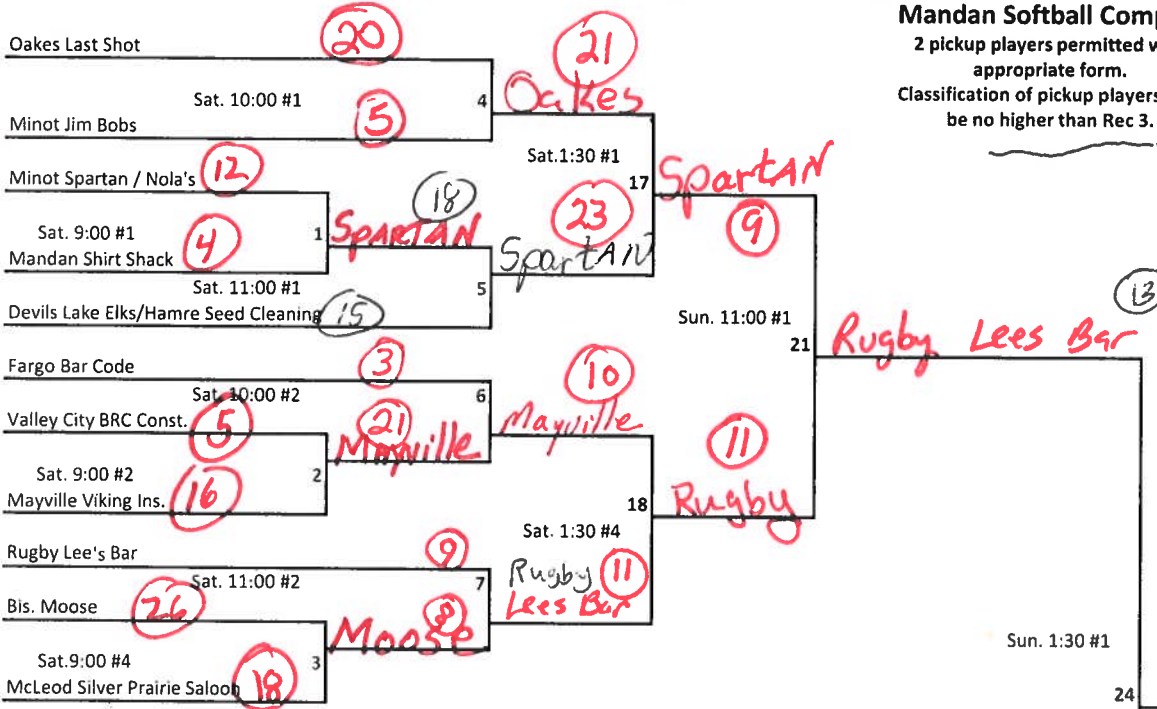 Mandan Softball Comp
2 pickup players permitted w
appropriate form.
Classification of pickup players
be no higher than Rec 3.
Oakes Last Shot 20
Sat. 10:00 #1 4
Minot Jim Bobs 5
21
Oakes
Minot Spartan / Nola's 12
Sat. 9:00 #1 1
Mandan Shirt Shack 4
18
SPARTAN
Sat. 11:00 #1 5
Devils Lake Elks/Hamre Seed Cleaning 15
Sat.1:30 #1 17
23
SpartAN
SpartAN
9
Fargo Bar Code 3
Sat. 10:00 #2 6
Valley City BRC Const. 5
Sat. 9:00 #2 2
Mayville Viking Ins. 16
21
Mayville
10
Mayville
Sun. 11:00 #1 21
13
Rugby Lees Bar
11
Rugby
18
Sat. 1:30 #4
Rugby 11
Lees Bar
Rugby Lee's Bar 9
Sat. 11:00 #2 7
Bis. Moose 26
8
Moose
Sat.9:00 #4 3
McLeod Silver Prairie Saloon 18
Sun. 1:30 #1
24